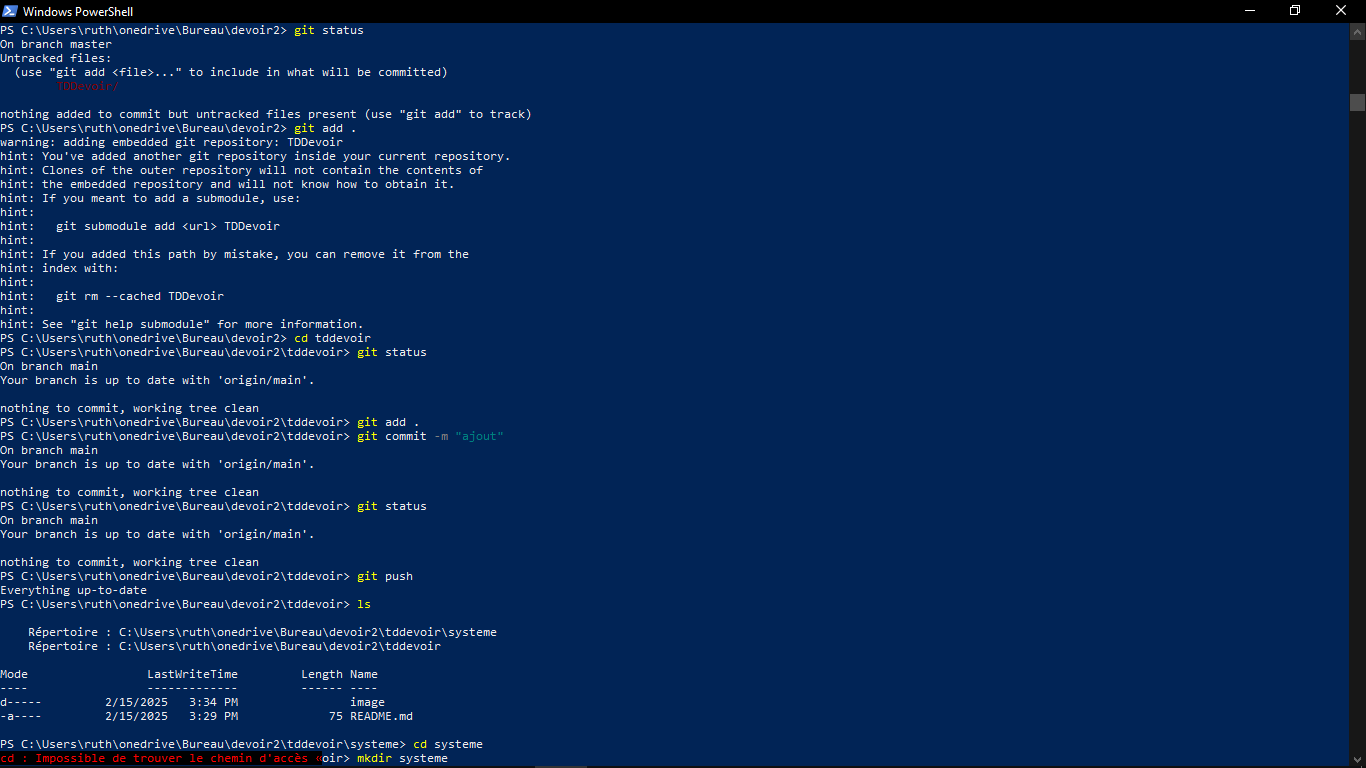 Windows PowerShell
PS C:\Users\ruth\onedrive\Bureau\devoir2> git status
On branch master
Untracked files:
  (use "git add <file>..." to include in what will be committed)
        TDDevoir/
nothing added to commit but untracked files present (use "git add" to track)
PS C:\Users\ruth\onedrive\Bureau\devoir2> git add .
warning: adding embedded git repository: TDDevoir
hint: You've added another git repository inside your current repository.
hint: Clones of the outer repository will not contain the contents of
hint: the embedded repository and will not know how to obtain it.
hint: If you meant to add a submodule, use:
hint:
hint:   git submodule add <url> TDDevoir
hint:
hint: If you added this path by mistake, you can remove it from the
hint: index with:
hint:
hint:   git rm --cached TDDevoir
hint:
hint: See "git help submodule" for more information.
PS C:\Users\ruth\onedrive\Bureau\devoir2> cd tddevoir
PS C:\Users\ruth\onedrive\Bureau\devoir2\tddevoir> git status
On branch main
Your branch is up to date with 'origin/main'.
nothing to commit, working tree clean
PS C:\Users\ruth\onedrive\Bureau\devoir2\tddevoir> git add .
PS C:\Users\ruth\onedrive\Bureau\devoir2\tddevoir> git commit -m "ajout"
On branch main
Your branch is up to date with 'origin/main'.
nothing to commit, working tree clean
PS C:\Users\ruth\onedrive\Bureau\devoir2\tddevoir> git status
On branch main
Your branch is up to date with 'origin/main'.
nothing to commit, working tree clean
PS C:\Users\ruth\onedrive\Bureau\devoir2\tddevoir> git push
Everything up-to-date
PS C:\Users\ruth\onedrive\Bureau\devoir2\tddevoir> ls
    Répertoire : C:\Users\ruth\onedrive\Bureau\devoir2\tddevoir\systeme
    Répertoire : C:\Users\ruth\onedrive\Bureau\devoir2\tddevoir
Mode                 LastWriteTime         Length Name
----                 -------------         ------ ----
d-----         2/15/2025   3:34 PM                image
-a----         2/15/2025   3:29 PM             75 README.md
PS C:\Users\ruth\onedrive\Bureau\devoir2\tddevoir\systeme> cd systeme
cd : Impossible de trouver le chemin d'accès «oir> mkdir systeme